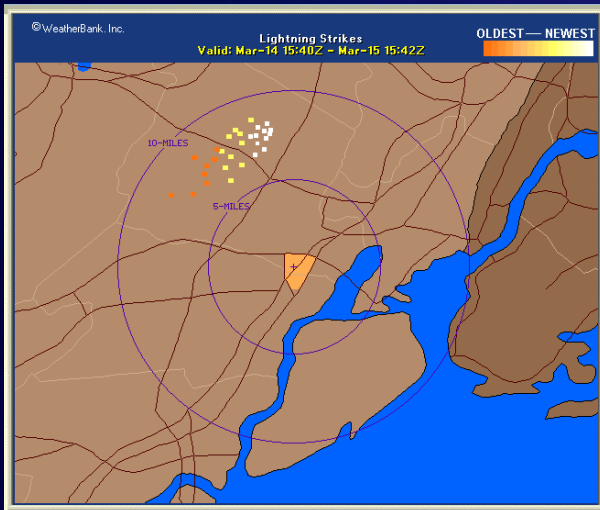 ©WeatherBank, Inc.
Lightning Strikes
Valid: Mar-14 15:40Z - Mar-15 15:42Z
OLDEST — NEWEST
10-MILES
5-MILES